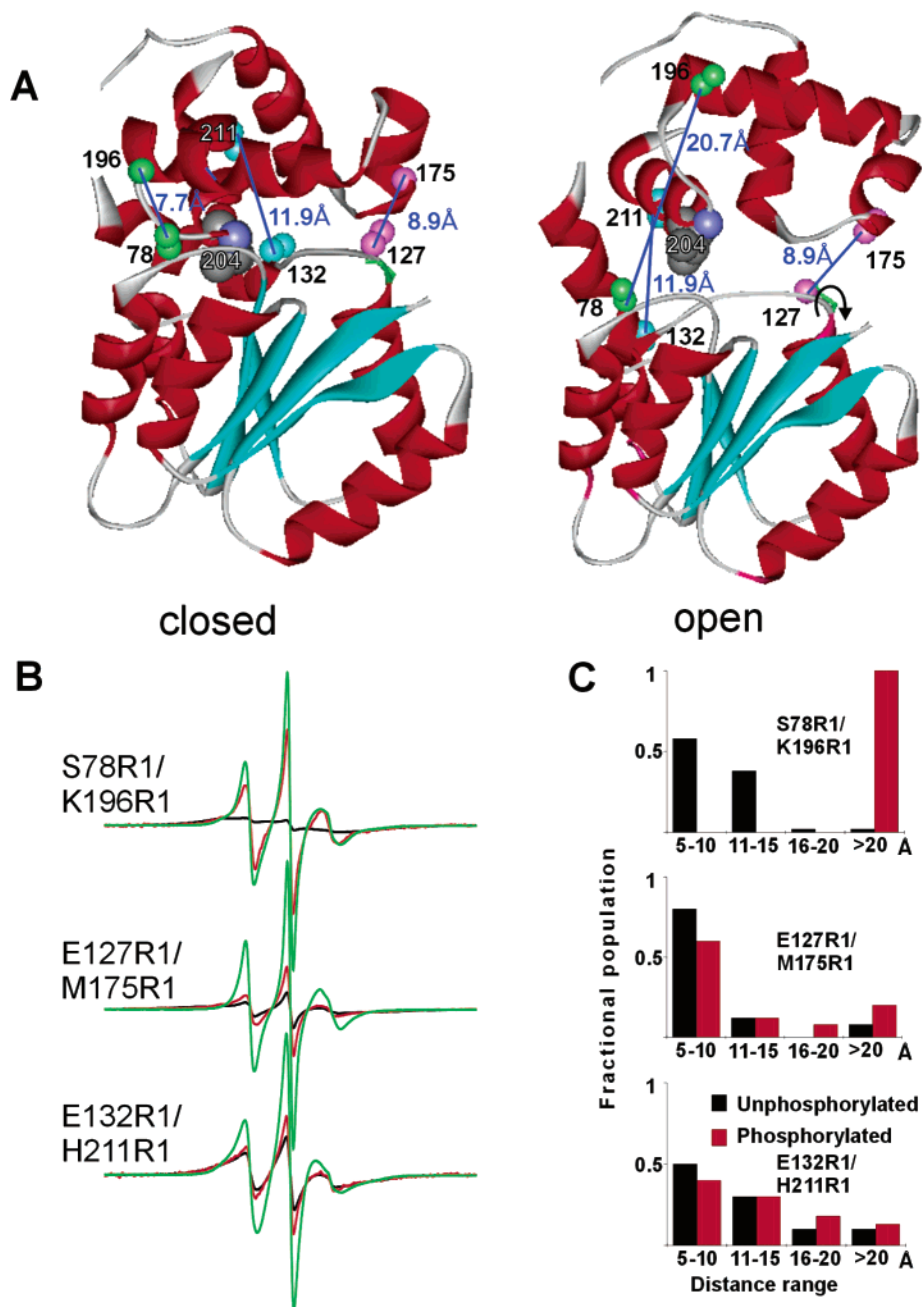 A
196
211
7.7Å
78
204
11.9Å
132
175
8.9Å
127
closed
196
20.7Å
211
204
78
11.9Å
132
8.9Å
175
127
open
B
S78R1/
K196R1
E127R1/
M175R1
E132R1/
H211R1
C
Fractional population
1
0.5
S78R1/
K196R1
5-10 11-15 16-20 >20 Å
1
0.5
E127R1/
M175R1
5-10 11-15 16-20 >20 Å
1
0.5
Unphosphorylated
Phosphorylated
E132R1/
H211R1
5-10 11-15 16-20 >20 Å
Distance range